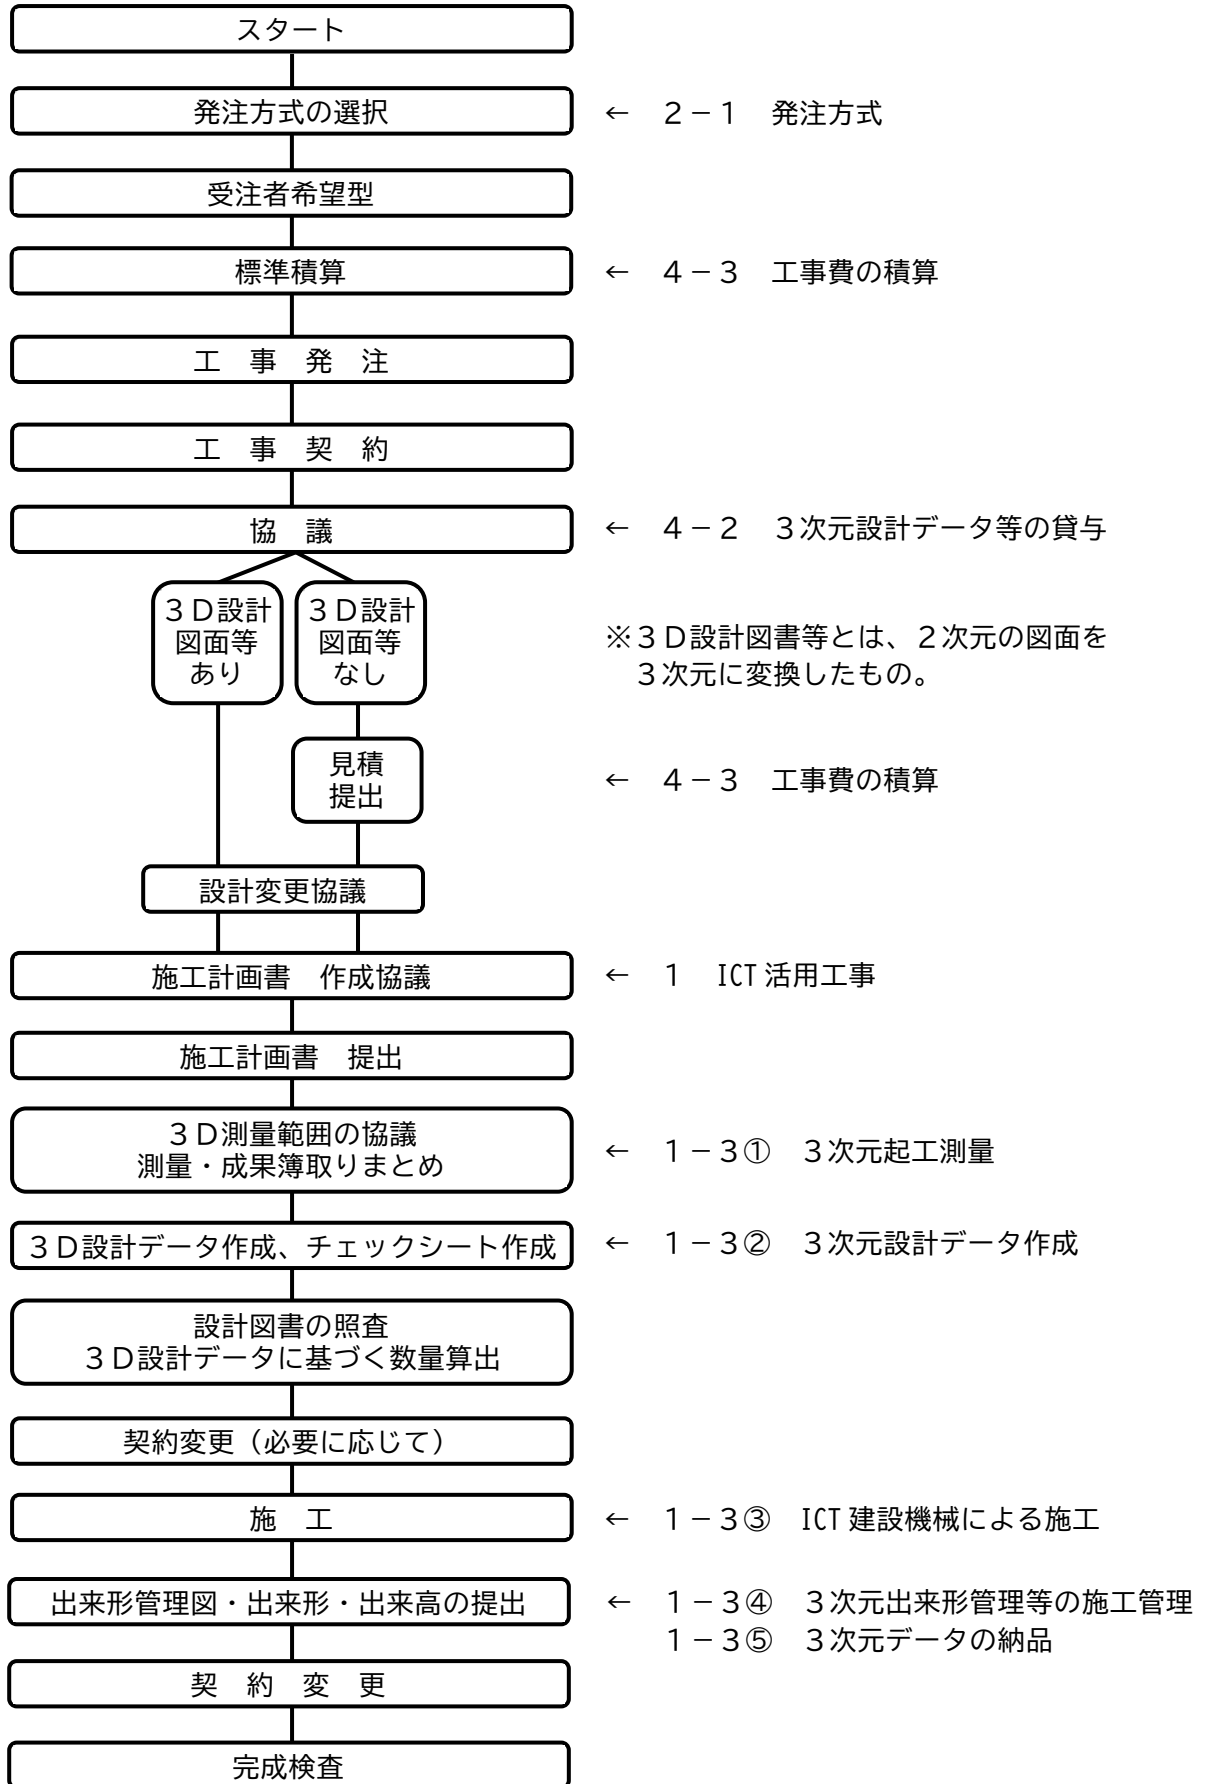 スタート
発注方式の選択
← 2-1 発注方式
受注者希望型
標準積算
← 4-3 工事費の積算
工 事 発 注
工 事 契 約
協 議
← 4-2 3次元設計データ等の貸与
3D設計
図面等
あり
3D設計
図面等
なし
※3D設計図書等とは、2次元の図面を
3次元に変換したもの。
見積
提出
← 4-3 工事費の積算
設計変更協議
施工計画書 作成協議
← 1 ICT活用工事
施工計画書 提出
3D測量範囲の協議
測量・成果簿取りまとめ
← 1-3① 3次元起工測量
3D設計データ作成、チェックシート作成
← 1-3② 3次元設計データ作成
設計図書の照査
3D設計データに基づく数量算出
契約変更(必要に応じて)
施 工
← 1-3③ ICT建設機械による施工
出来形管理図・出来形・出来高の提出
← 1-3④ 3次元出来形管理等の施工管理
1-3⑤ 3次元データの納品
契 約 変 更
完成検査